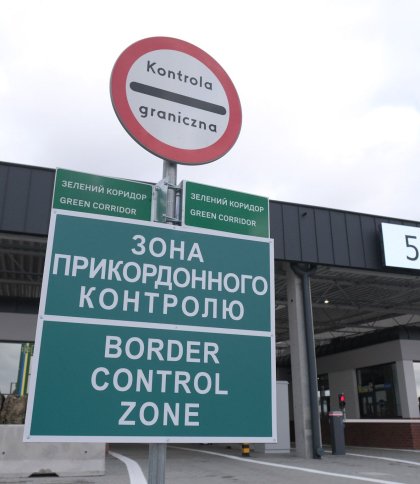 Kontrola
graniczna
ЗЕЛЕНИЙ КОРИДОР
GREEN CORRIDOR
ЗЕЛЕНИЙ КОРИДОР
GREEN CORRIDOR
ЗОНА
ПРИКОРДОННОГО
КОНТРОЛЮ
BORDER
CONTROL
ZONE
5